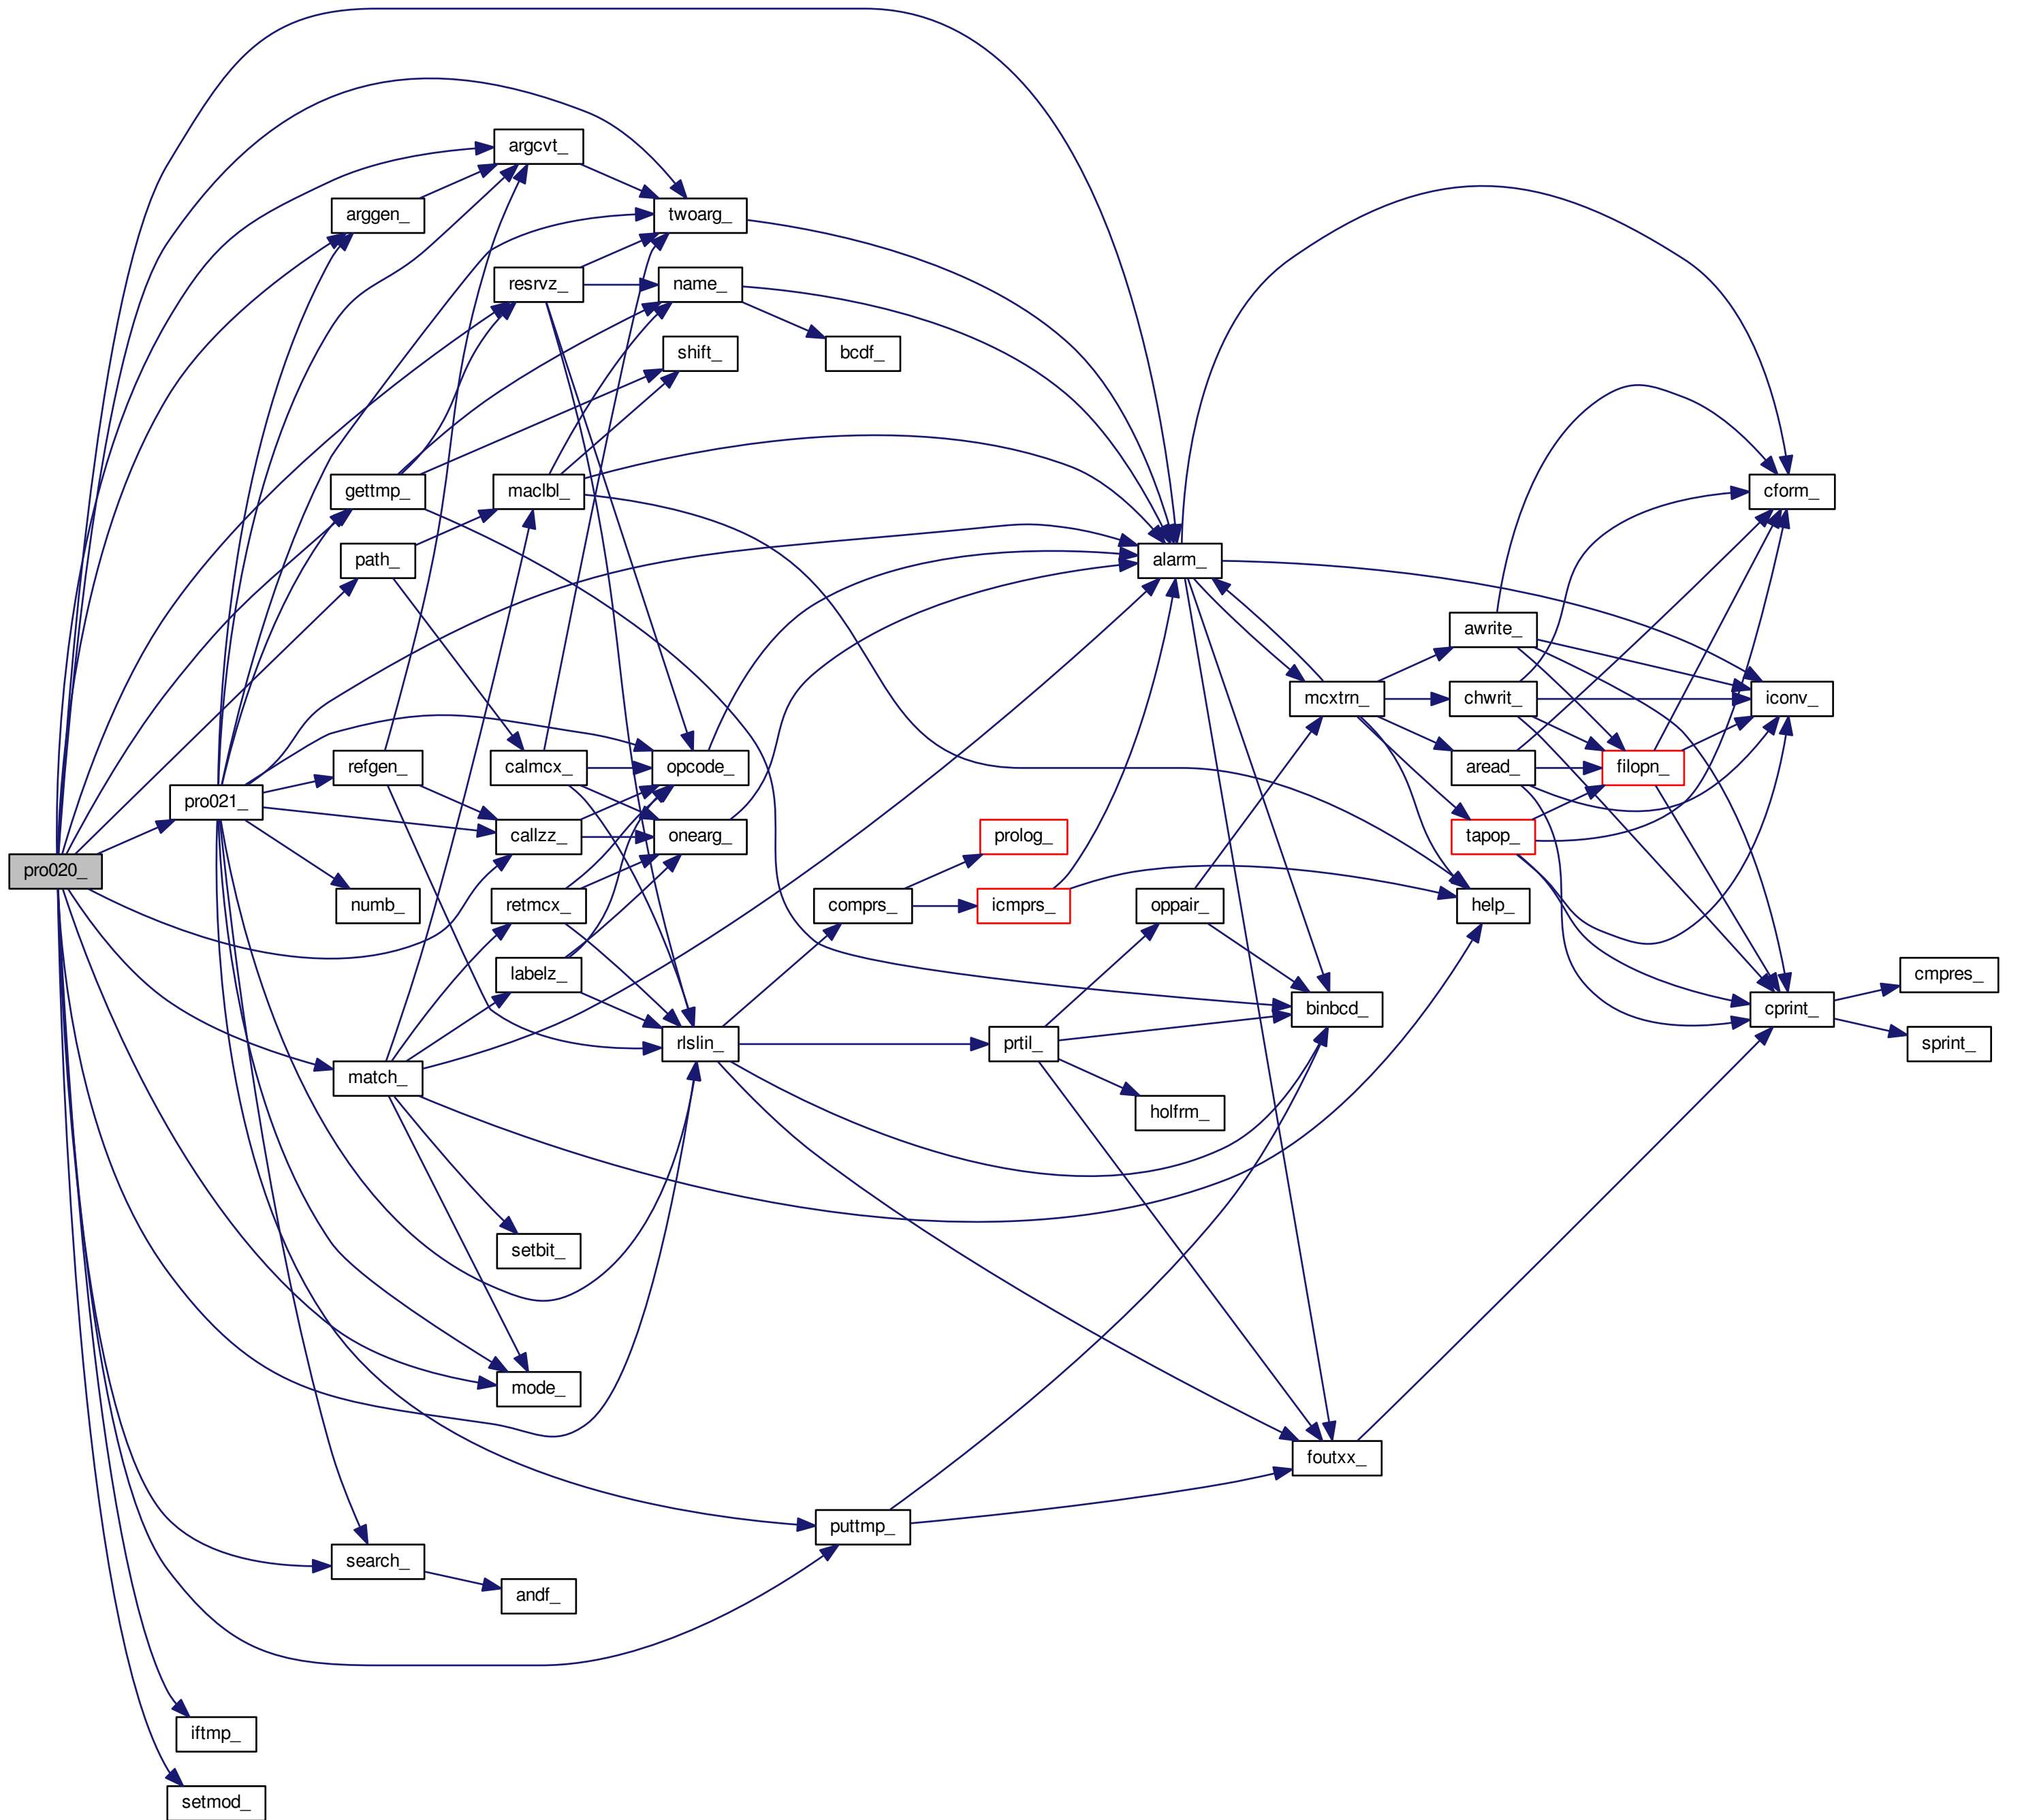 argcvt_
arggen_
twoarg_
resrvz_
name_
shift_
bcdf_
gettmp_
maclbl_
cform_
path_
alarm_
awrite_
mcxtrn_
chwrit_
iconv_
refgen_
calmcx_
opcode_
aread_
filopn_
pro021_
callzz_
onearg_
prolog_
tapop_
pro020_
numb_
retmcx_
comprs_
icmprs_
oppair_
help_
labelz_
cmpres_
binbcd_
cprint_
rlslin_
prtil_
sprint_
match_
holfrm_
setbit_
mode_
foutxx_
puttmp_
search_
andf_
iftmp_
setmod_